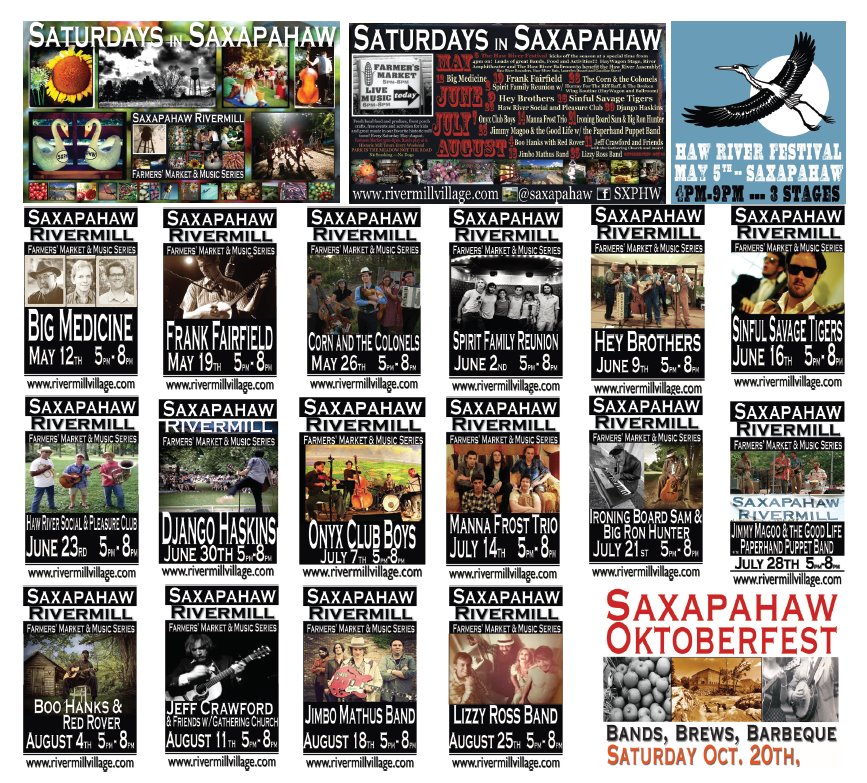 SATURDAYS IN SAXAPAHAW
SAXAPAHAW RIVERMILL
FARMERS' MARKET & MUSIC SERIES
SATURDAYS IN SAXAPAHAW
FARMER'S
MARKET
5PM-8PM
LIVE
MUSIC
today
6PM-8PM
MAY
The Haw River Festival kicks off the season at a special time from
Big Medicine
Frank Fairfield
The Corn & the Colonels
JUNE
Spirit Family Reunion w/
Hey Brothers
Sinful Savage Tigers
Haw River Social and Pleasure Club
Django Haskins
JULY
Onyx Club Boys
Manna Frost Trio
Ironing Board Sam & Big Ron Hunter
Jimmy Magoo & the Good Life w/ the Paperhand Puppet Band
AUGUST
Boo Hanks with Red Rover
Jeff Crawford and Friends
Jimbo Mathus Band
Lizzy Ross Band
www.rivermillvillage.com @saxapahaw f SXPHW
HAW RIVER FESTIVAL
MAY 5TH -- SAXAPAHAW
4PM-9PM --- 3 STAGES
SAXAPAHAW
RIVERMILL
FARMERS' MARKET & MUSIC SERIES
BIG MEDICINE
MAY 12TH 5PM-8PM
www.rivermillvillage.com
SAXAPAHAW
RIVERMILL
FARMERS' MARKET & MUSIC SERIES
FRANK FAIRFIELD
MAY 19TH 5PM-8PM
www.rivermillvillage.com
SAXAPAHAW
RIVERMILL
FARMERS' MARKET & MUSIC SERIES
CORN AND THE COLONELS
MAY 26TH 5PM-8PM
www.rivermillvillage.com
SAXAPAHAW
RIVERMILL
FARMERS' MARKET & MUSIC SERIES
SPIRIT FAMILY REUNION
JUNE 2ND 5PM-8PM
www.rivermillvillage.com
SAXAPAHAW
RIVERMILL
FARMERS' MARKET & MUSIC SERIES
HEY BROTHERS
JUNE 9TH 5PM-8PM
www.rivermillvillage.com
SAXAPAHAW
RIVERMILL
FARMERS' MARKET & MUSIC SERIES
SINFUL SAVAGE TIGERS
JUNE 16TH 5PM-8PM
www.rivermillvillage.com
SAXAPAHAW
RIVERMILL
FARMERS' MARKET & MUSIC SERIES
HAW RIVER SOCIAL & PLEASURE CLUB
JUNE 23RD 5PM-8PM
www.rivermillvillage.com
SAXAPAHAW
RIVERMILL
FARMERS' MARKET & MUSIC SERIES
DJANGO HASKINS
JUNE 30TH 5PM-8PM
www.rivermillvillage.com
SAXAPAHAW
RIVERMILL
FARMERS' MARKET & MUSIC SERIES
ONYX CLUB BOYS
JULY 7TH 5PM-8PM
www.rivermillvillage.com
SAXAPAHAW
RIVERMILL
FARMERS' MARKET & MUSIC SERIES
MANNA FROST TRIO
JULY 14TH 5PM-8PM
www.rivermillvillage.com
SAXAPAHAW
RIVERMILL
FARMERS' MARKET & MUSIC SERIES
IRONING BOARD SAM &
BIG RON HUNTER
JULY 21ST 5PM-8PM
www.rivermillvillage.com
SAXAPAHAW
RIVERMILL
FARMERS' MARKET & MUSIC SERIES
SAXAPAHAW
RIVERMILL
JIMMY MAGOO & THE GOOD LIFE
PAPERHAND PUPPET BAND
JULY 28TH 5PM-8PM
www.rivermillvillage.com
SAXAPAHAW
RIVERMILL
FARMERS' MARKET & MUSIC SERIES
BOO HANKS &
RED ROVER
AUGUST 4TH 5PM-8PM
www.rivermillvillage.com
SAXAPAHAW
RIVERMILL
FARMERS' MARKET & MUSIC SERIES
JEFF CRAWFORD
& FRIENDS W/GATHERING CHURCH
AUGUST 11TH 5PM-8PM
www.rivermillvillage.com
SAXAPAHAW
RIVERMILL
FARMERS' MARKET & MUSIC SERIES
JIMBO MATHUS BAND
AUGUST 18TH 5PM-8PM
www.rivermillvillage.com
SAXAPAHAW
RIVERMILL
FARMERS' MARKET & MUSIC SERIES
LIZZY ROSS BAND
AUGUST 25TH 5PM-8PM
www.rivermillvillage.com
SAXAPAHAW
OKTOBERFEST
BANDS, BREWS, BARBEQUE
SATURDAY OCT. 20TH,